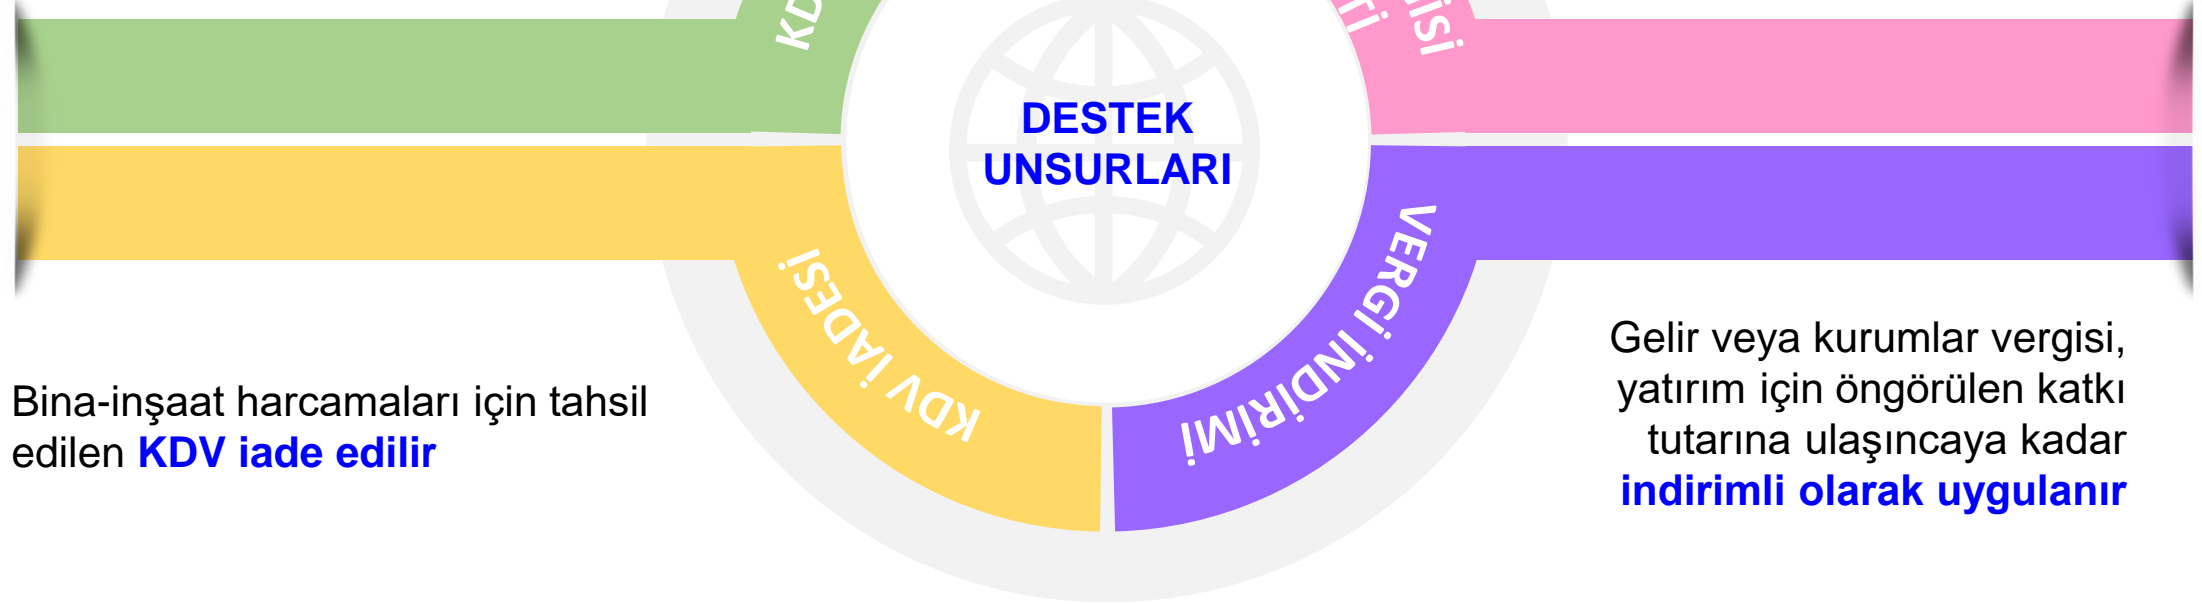 DESTEK
UNSURLARI
KDV İADESİ
VERGİ İNDİRİMİ
Bina-inşaat harcamaları için tahsil
edilen KDV iade edilir
Gelir veya kurumlar vergisi,
yatırım için öngörülen katkı
tutarına ulaşıncaya kadar
indirimli olarak uygulanır